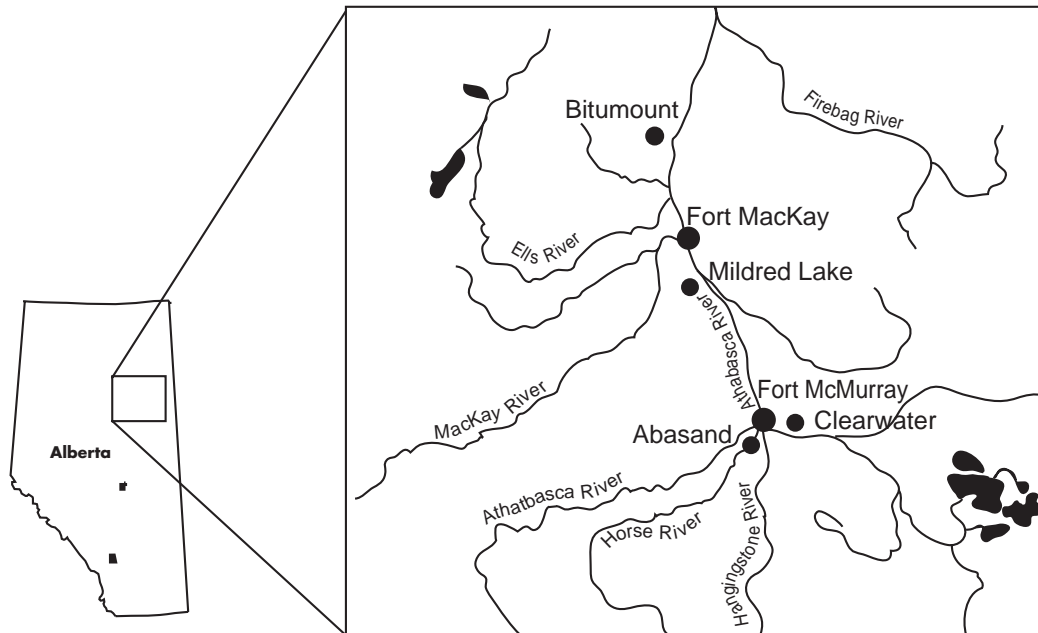 Bitumount
Firebag River
Fort MacKay
Ells River
Mildred Lake
Athabasca River
MacKay River
Fort McMurray
Clearwater
Abasand
Alberta
Athatbasca River
Horse River
Hangingstone River